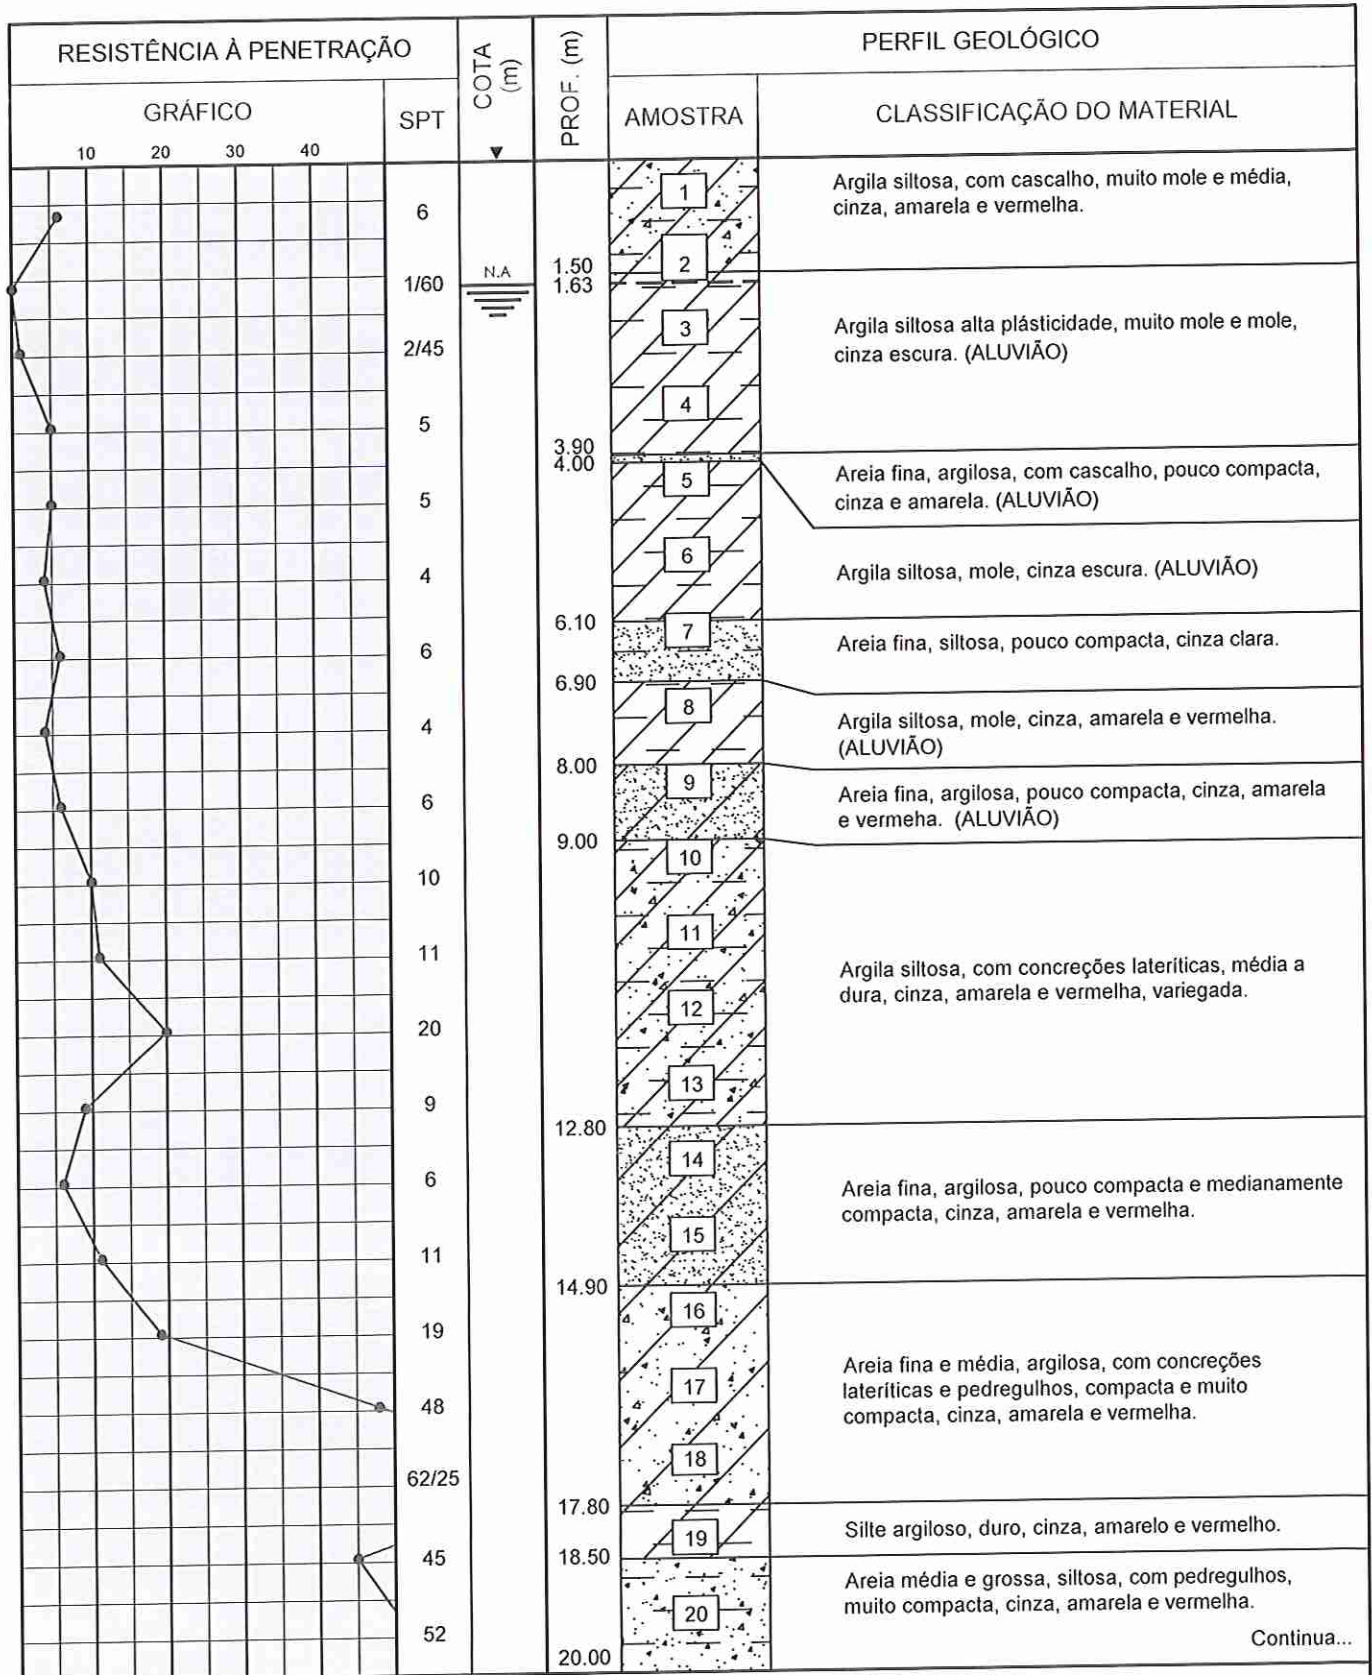 RESISTÊNCIA À PENETRAÇÃO
COTA (m)
PROF. (m)
PERFIL GEOLÓGICO
GRÁFICO
SPT
AMOSTRA
CLASSIFICAÇÃO DO MATERIAL
10 20 30 40
1
Argila siltosa, com cascalho, muito mole e média,
cinza, amarela e vermelha.
6
2
1.50
1/60
N.A
1.63
3
Argila siltosa alta plásticidade, muito mole e mole,
cinza escura. (ALUVIÃO)
2/45
4
5
3.90
4.00
5
Areia fina, argilosa, com cascalho, pouco compacta,
cinza e amarela. (ALUVIÃO)
5
6
Argila siltosa, mole, cinza escura. (ALUVIÃO)
4
6.10
7
Areia fina, siltosa, pouco compacta, cinza clara.
6
6.90
8
Argila siltosa, mole, cinza, amarela e vermelha.
(ALUVIÃO)
4
8.00
9
Areia fina, argilosa, pouco compacta, cinza, amarela
e vermeha. (ALUVIÃO)
6
9.00
10
10
11
11
Argila siltosa, com concreções lateríticas, média a
dura, cinza, amarela e vermelha, variegada.
12
20
13
9
12.80
14
6
Areia fina, argilosa, pouco compacta e medianamente
compacta, cinza, amarela e vermelha.
15
11
14.90
16
19
Areia fina e média, argilosa, com concreções
lateríticas e pedregulhos, compacta e muito
compacta, cinza, amarela e vermelha.
17
48
18
62/25
17.80
19
Silte argiloso, duro, cinza, amarelo e vermelho.
45
18.50
Areia média e grossa, siltosa, com pedregulhos,
muito compacta, cinza, amarela e vermelha.
20
52
Continua...
20.00